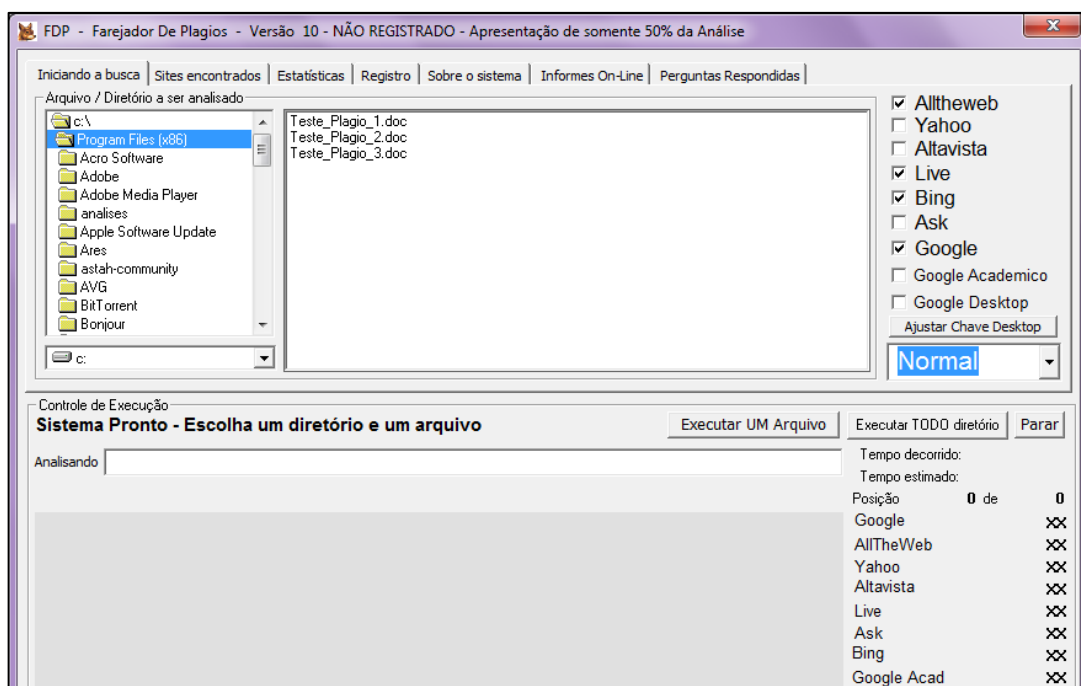 FDP - Farejador De Plagios - Versão 10 - NÃO REGISTRADO - Apresentação de somente 50% da Análise
Iniciando a busca Sites encontrados Estatísticas Registro Sobre o sistema Informes On-Line Perguntas Respondidas
Arquivo / Diretório a ser analisado
c:\
Program Files (x86)
Acro Software
Adobe
Adobe Media Player
analises
Apple Software Update
Ares
astah-community
AVG
BitTorrent
Bonjour
c:
Teste_Plagio_1.doc
Teste_Plagio_2.doc
Teste_Plagio_3.doc
Alltheweb
Yahoo
Altavista
Live
Bing
Ask
Google
Google Academico
Google Desktop
Ajustar Chave Desktop
Normal
Controle de Execução
Sistema Pronto - Escolha um diretório e um arquivo
Executar UM Arquivo Executar TODO diretório Parar
Analisando
Tempo decorrido:
Tempo estimado:
Posição 0 de 0
Google XX
AllTheWeb XX
Yahoo XX
Altavista XX
Live XX
Ask XX
Bing XX
Google Acad XX